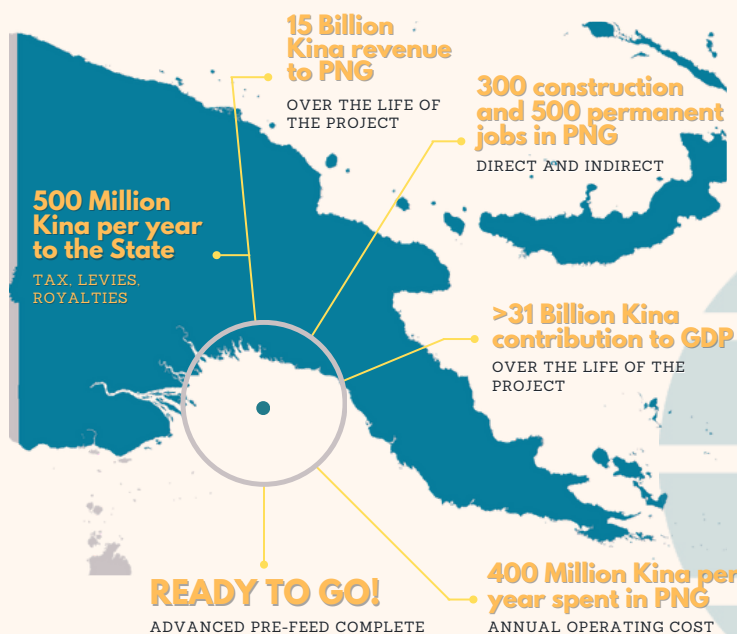 15 Billion
Kina revenue
to PNG
OVER THE LIFE OF
THE PROJECT
300 construction
and 500 permanent
jobs in PNG
DIRECT AND INDIRECT
500 Million
Kina per year
to the State
TAX, LEVIES,
ROYALTIES
>31 Billion Kina
contribution to GDP
OVER THE LIFE OF THE
PROJECT
READY TO GO!
ADVANCED PRE-FEED COMPLETE
400 Million Kina per
year spent in PNG
ANNUAL OPERATING COST